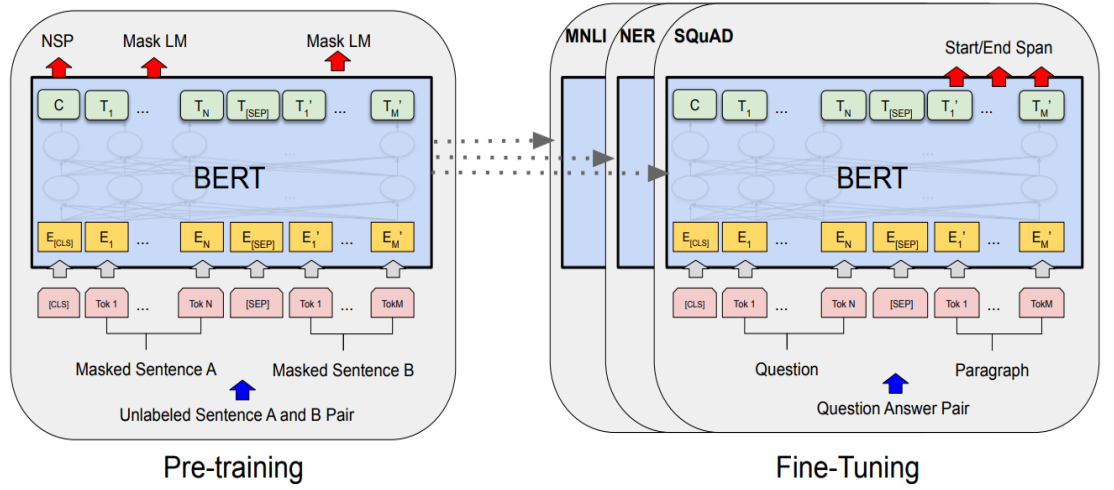 NSP Mask LM Mask LM
C T1 ... TN T[SEP] T1' ... TM'
...
...
BERT
E[CLS] E1 ... EN E[SEP] E1' ... EM'
[CLS] Tok 1 ... Tok N [SEP] Tok 1 ... TokM
Masked Sentence A Masked Sentence B
Unlabeled Sentence A and B Pair
Pre-training
MNLI NER SQuAD
Start/End Span
C T1 ... TN T[SEP] T1' ... TM'
...
...
BERT
E[CLS] E1 ... EN E[SEP] E1' ... EM'
[CLS] Tok 1 ... Tok N [SEP] Tok 1 ... TokM
Question Paragraph
Question Answer Pair
Fine-Tuning